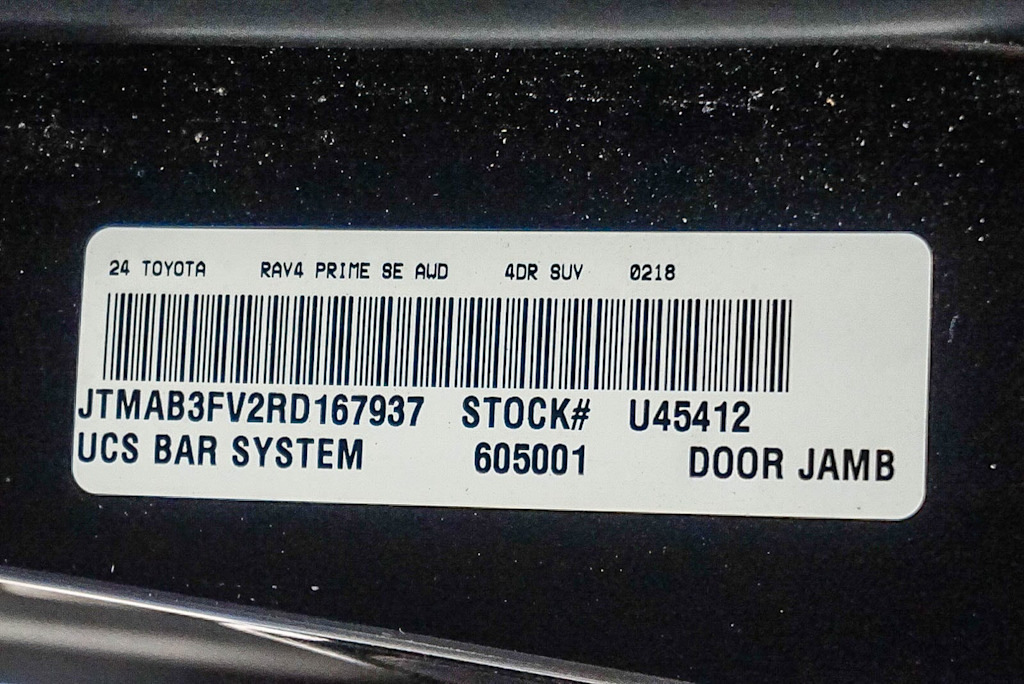 24 TOYOTA RAV4 PRIME SE AWD 4DR SUV 0218
JTMAB3FV2RD167937 STOCK# U45412
UCS BAR SYSTEM 605001 DOOR JAMB